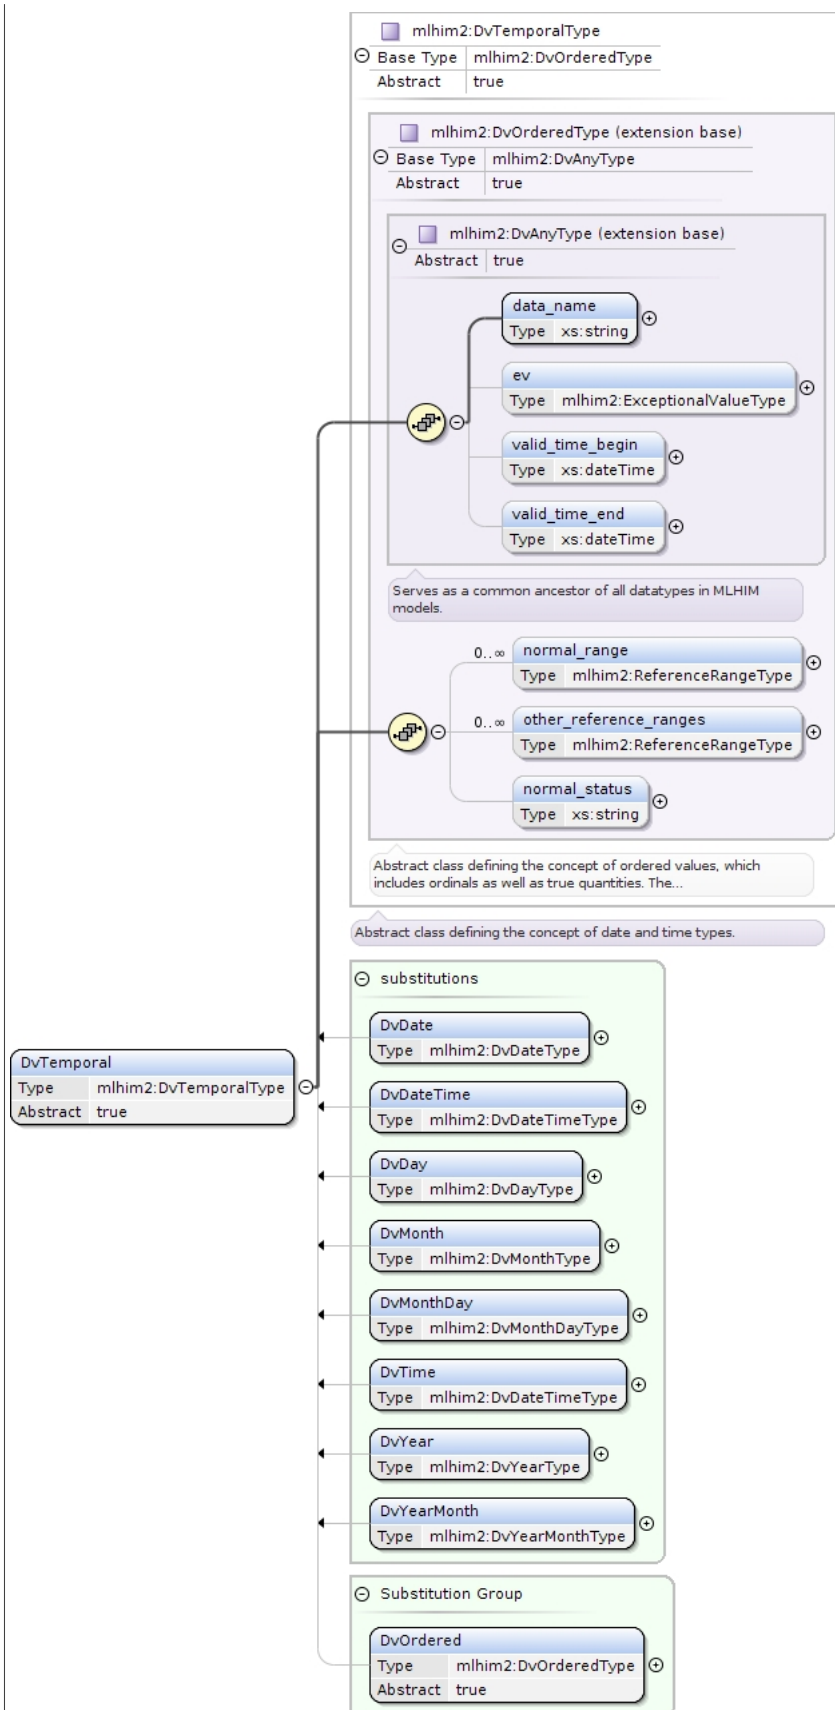 mlhim2:DvTemporalType
Base Type mlhim2:DvOrderedType
Abstract true
mlhim2:DvOrderedType (extension base)
Base Type mlhim2:DvAnyType
Abstract true
mlhim2:DvAnyType (extension base)
Abstract true
data_name
Type xs:string
ev
Type mlhim2:ExceptionalValueType
valid_time_begin
Type xs:dateTime
valid_time_end
Type xs:dateTime
Serves as a common ancestor of all datatypes in MLHIM
models.
0..∞ normal_range
Type mlhim2:ReferenceRangeType
0..∞ other_reference_ranges
Type mlhim2:ReferenceRangeType
normal_status
Type xs:string
Abstract class defining the concept of ordered values, which
includes ordinals as well as true quantities. The...
Abstract class defining the concept of date and time types.
DvTemporal
Type mlhim2:DvTemporalType
Abstract true
substitutions
DvDate
Type mlhim2:DvDateType
DvDateTime
Type mlhim2:DvDateTimeType
DvDay
Type mlhim2:DvDayType
DvMonth
Type mlhim2:DvMonthType
DvMonthDay
Type mlhim2:DvMonthDayType
DvTime
Type mlhim2:DvDateTimeType
DvYear
Type mlhim2:DvYearType
DvYearMonth
Type mlhim2:DvYearMonthType
Substitution Group
DvOrdered
Type mlhim2:DvOrderedType
Abstract true